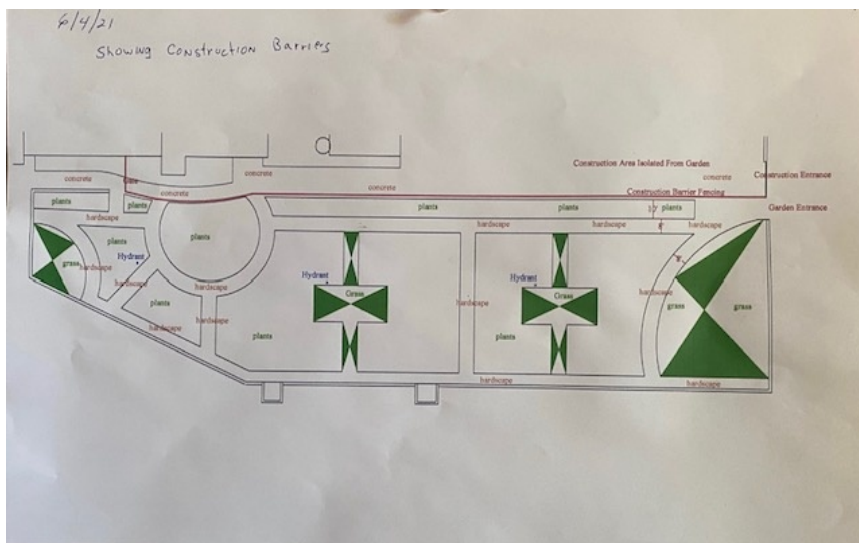 6/4/21
Showing Construction Barriers
Construction Area Isolated From Garden
concrete
concrete
Construction Entrance
concrete
concrete
Construction Barrier Fencing
plants
plants
plants
plants
plants
Garden Entrance
hardscape
hardscape
hardscape
hardscape
plants
plants
Hydrant
grass
hardscape
hardscape
hardscape
Hydrant
Grass
Hydrant
Grass
hardscape
hardscape
plants
hardscape
hardscape
grass
grass
plants
plants
hardscape
hardscape